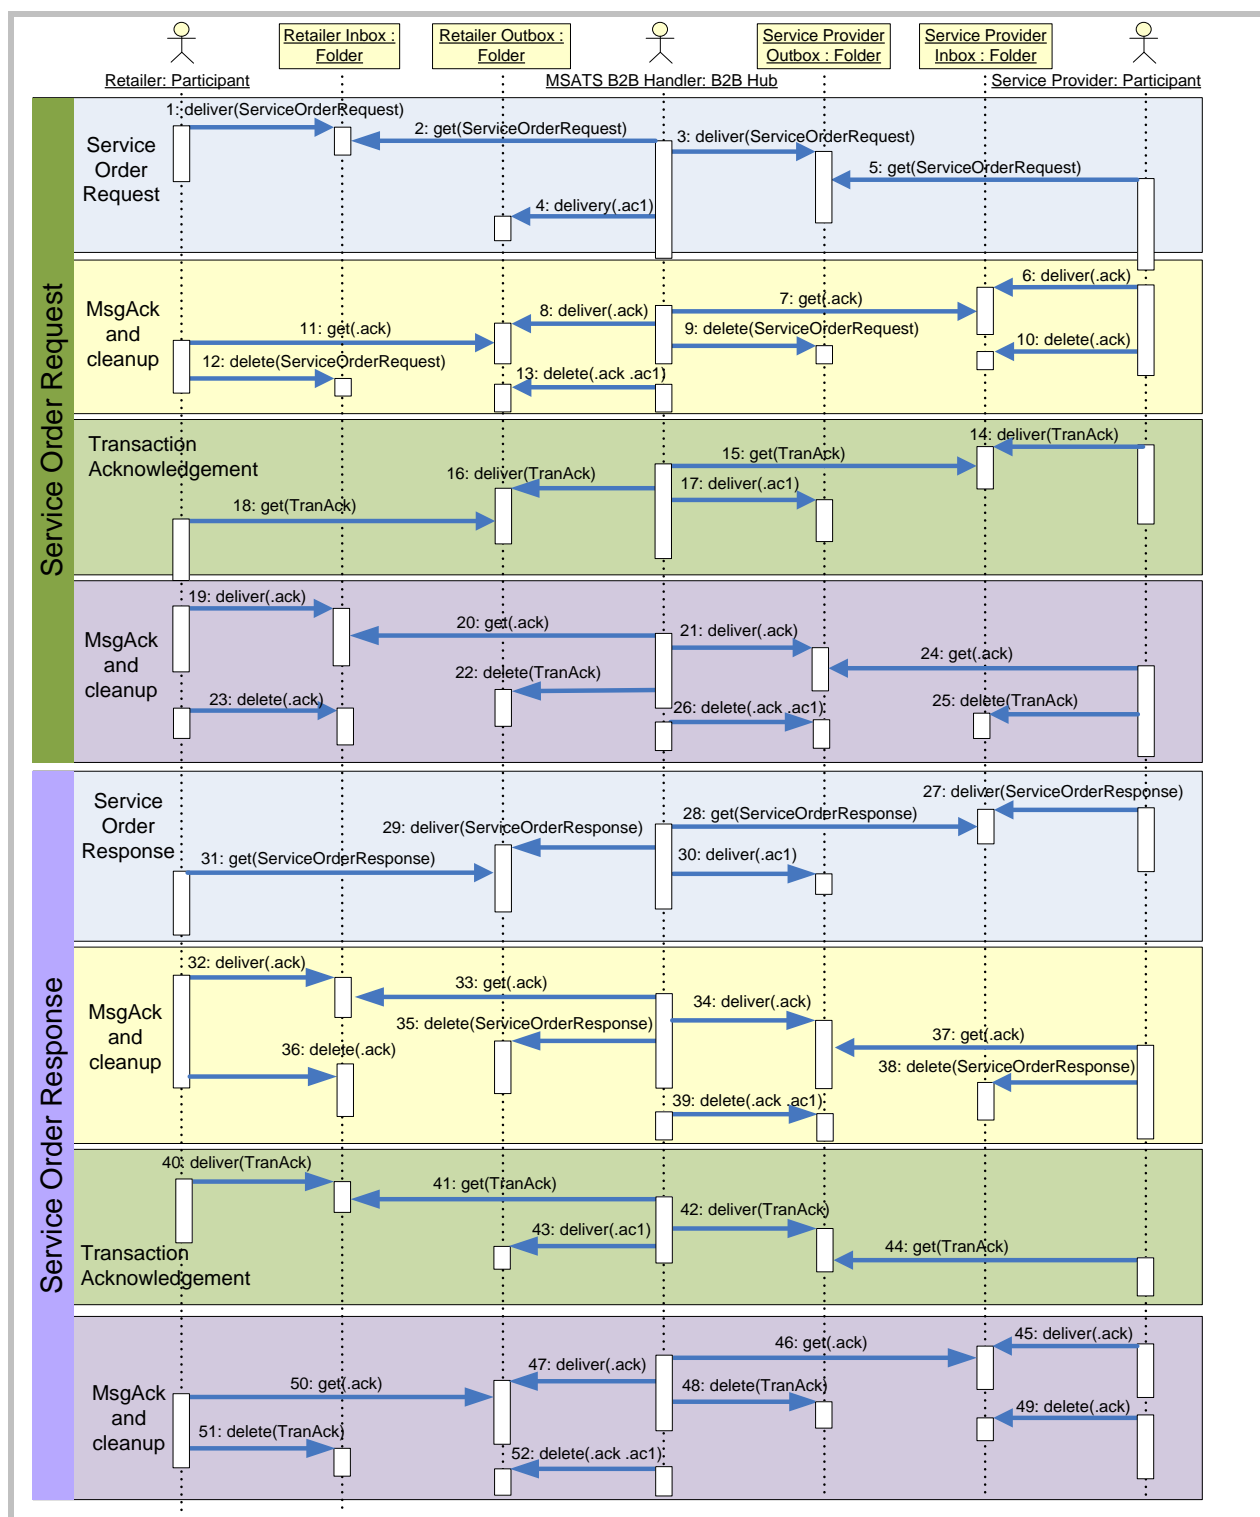 Retailer: Participant
Retailer Inbox :
Folder
Retailer Outbox :
Folder
MSATS B2B Handler: B2B Hub
Service Provider
Outbox : Folder
Service Provider
Inbox : Folder
Service Provider: Participant
Service Order Request
Service
Order
Request
1: deliver(ServiceOrderRequest)
2: get(ServiceOrderRequest)
3: deliver(ServiceOrderRequest)
5: get(ServiceOrderRequest)
4: delivery(.ac1)
MsgAck
and
cleanup
6: deliver(.ack)
7: get(.ack)
8: deliver(.ack)
9: delete(ServiceOrderRequest)
11: get(.ack)
10: delete(.ack)
12: delete(ServiceOrderRequest)
13: delete(.ack .ac1)
Transaction
Acknowledgement
14: deliver(TranAck)
15: get(TranAck)
16: deliver(TranAck)
17: deliver(.ac1)
18: get(TranAck)
MsgAck
and
cleanup
19: deliver(.ack)
20: get(.ack)
21: deliver(.ack)
24: get(.ack)
22: delete(TranAck)
23: delete(.ack)
26: delete(.ack .ac1)
25: delete(TranAck)
Service Order Response
Service
Order
Response
27: deliver(ServiceOrderResponse)
28: get(ServiceOrderResponse)
29: deliver(ServiceOrderResponse)
31: get(ServiceOrderResponse)
30: deliver(.ac1)
MsgAck
and
cleanup
32: deliver(.ack)
33: get(.ack)
34: deliver(.ack)
35: delete(ServiceOrderResponse)
37: get(.ack)
36: delete(.ack)
38: delete(ServiceOrderResponse)
39: delete(.ack .ac1)
Transaction
Acknowledgement
40: deliver(TranAck)
41: get(TranAck)
42: deliver(TranAck)
43: deliver(.ac1)
44: get(TranAck)
MsgAck
and
cleanup
45: deliver(.ack)
46: get(.ack)
47: deliver(.ack)
50: get(.ack)
48: delete(TranAck)
49: delete(.ack)
51: delete(TranAck)
52: delete(.ack .ac1)